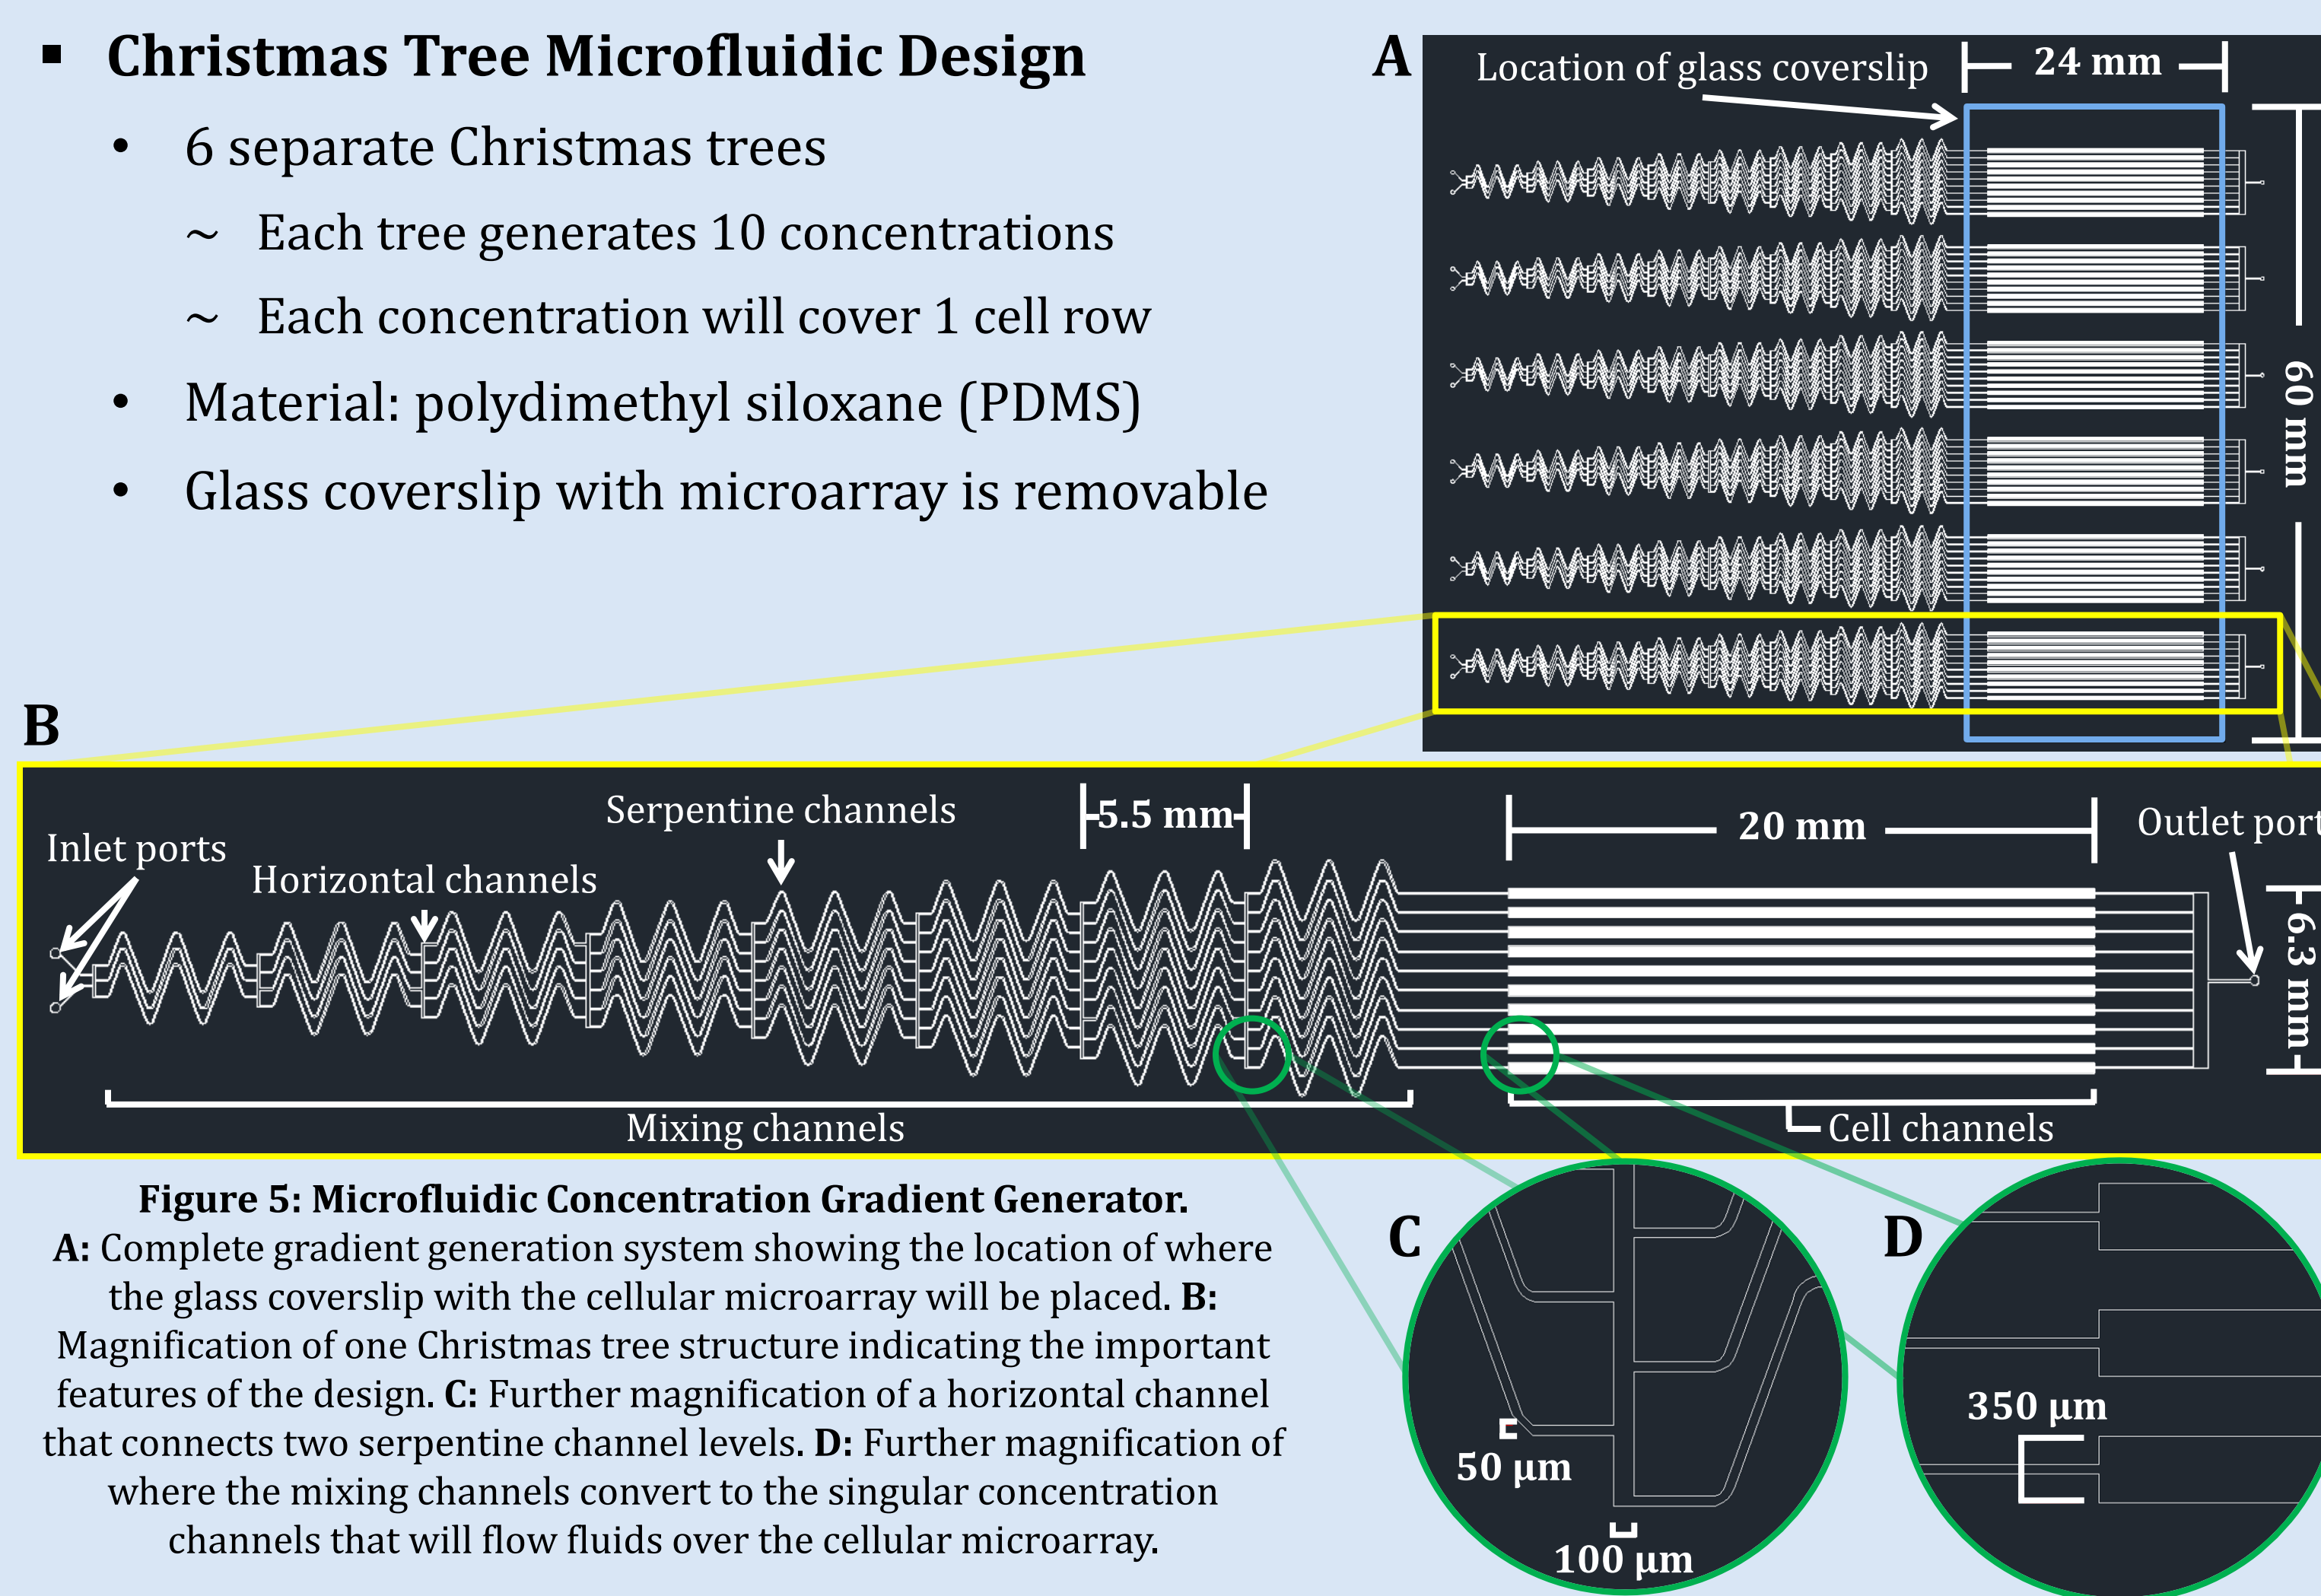 ▪ Christmas Tree Microfluidic Design
• 6 separate Christmas trees
~ Each tree generates 10 concentrations
~ Each concentration will cover 1 cell row
• Material: polydimethyl siloxane (PDMS)
• Glass coverslip with microarray is removable
A
Location of glass coverslip
24 mm
60 mm
B
Inlet ports
Horizontal channels
Serpentine channels
5.5 mm
20 mm
Outlet port
6.3 mm
Mixing channels
Cell channels
Figure 5: Microfluidic Concentration Gradient Generator.
A: Complete gradient generation system showing the location of where
the glass coverslip with the cellular microarray will be placed. B:
Magnification of one Christmas tree structure indicating the important
features of the design. C: Further magnification of a horizontal channel
that connects two serpentine channel levels. D: Further magnification of
where the mixing channels convert to the singular concentration
channels that will flow fluids over the cellular microarray.
C
50 µm
100 µm
D
350 µm